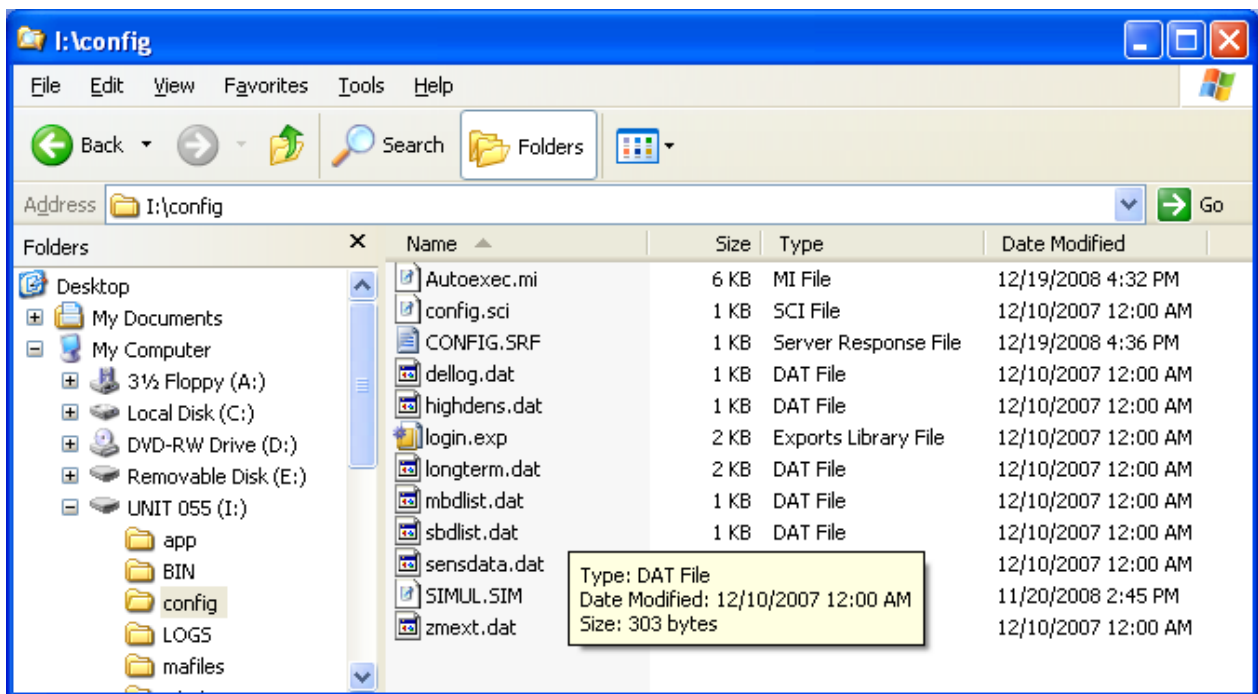 I:\config
File Edit View Favorites Tools Help
Back Search Folders
Address I:\config Go
Folders
Desktop
My Documents
My Computer
3½ Floppy (A:)
Local Disk (C:)
DVD-RW Drive (D:)
Removable Disk (E:)
UNIT 055 (I:)
app
BIN
config
LOGS
mafiles
Name Size Type Date Modified
Autoexec.mi 6 KB MI File 12/19/2008 4:32 PM
config.sci 1 KB SCI File 12/10/2007 12:00 AM
CONFIG.SRF 1 KB Server Response File 12/19/2008 4:36 PM
dellog.dat 1 KB DAT File 12/10/2007 12:00 AM
highdens.dat 1 KB DAT File 12/10/2007 12:00 AM
login.exp 2 KB Exports Library File 12/10/2007 12:00 AM
longterm.dat 2 KB DAT File 12/10/2007 12:00 AM
mbdlist.dat 1 KB DAT File 12/10/2007 12:00 AM
sbdlist.dat 1 KB DAT File 12/10/2007 12:00 AM
sensdata.dat 12/10/2007 12:00 AM
SIMUL.SIM 11/20/2008 2:45 PM
zmext.dat 12/10/2007 12:00 AM
Type: DAT File
Date Modified: 12/10/2007 12:00 AM
Size: 303 bytes